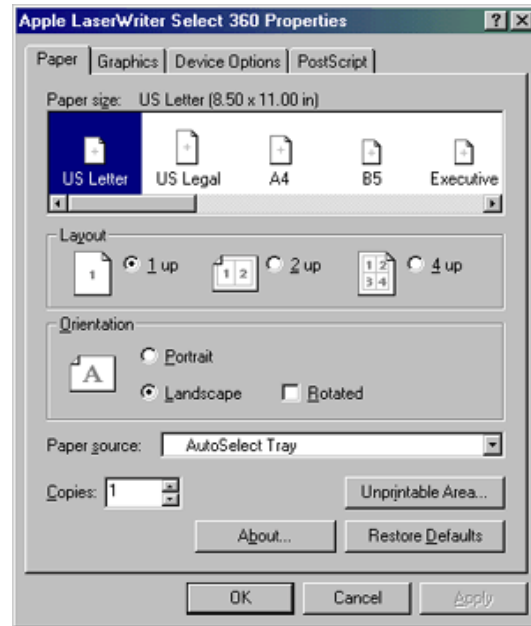 Apple LaserWriter Select 360 Properties
Paper Graphics Device Options PostScript
Paper size: US Letter (8.50 x 11.00 in)
US Letter US Legal A4 B5 Executive
Layout
1 1 up 1 2 2 up 1 2 3 4 4 up
Orientation
A
Portrait
Landscape Rotated
Paper source: AutoSelect Tray
Copies: 1 Unprintable Area...
About... Restore Defaults
OK Cancel Apply